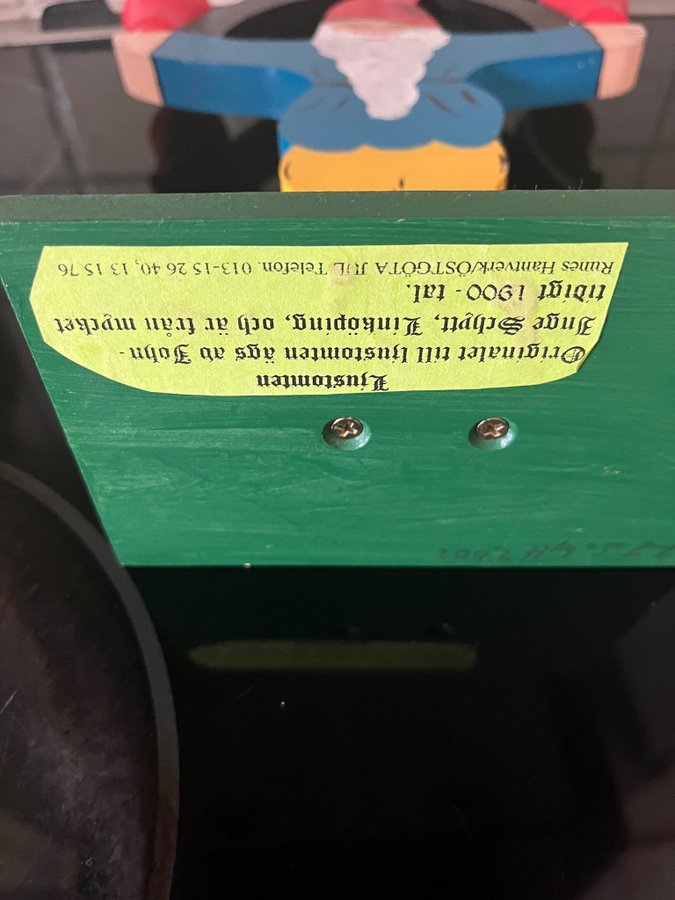 Ljustomten
Originalet till ljustomten ägs av John-
Inge Schytt, Linköping, och är från mycket
tidigt 1900 - tal.
Runes Hantverk/ÖSTGÖTA JUL Telefon. 013-15 26 40, 13 15 76